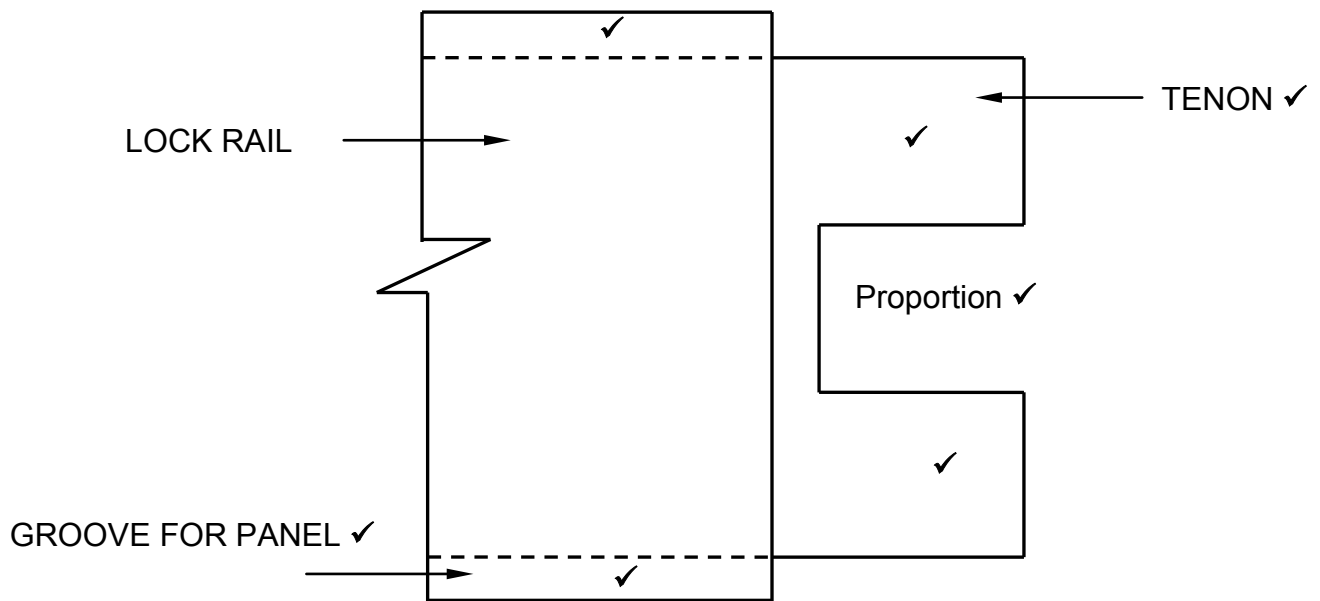 ✓
TENON ✓
LOCK RAIL
✓
Proportion ✓
✓
GROOVE FOR PANEL ✓
✓